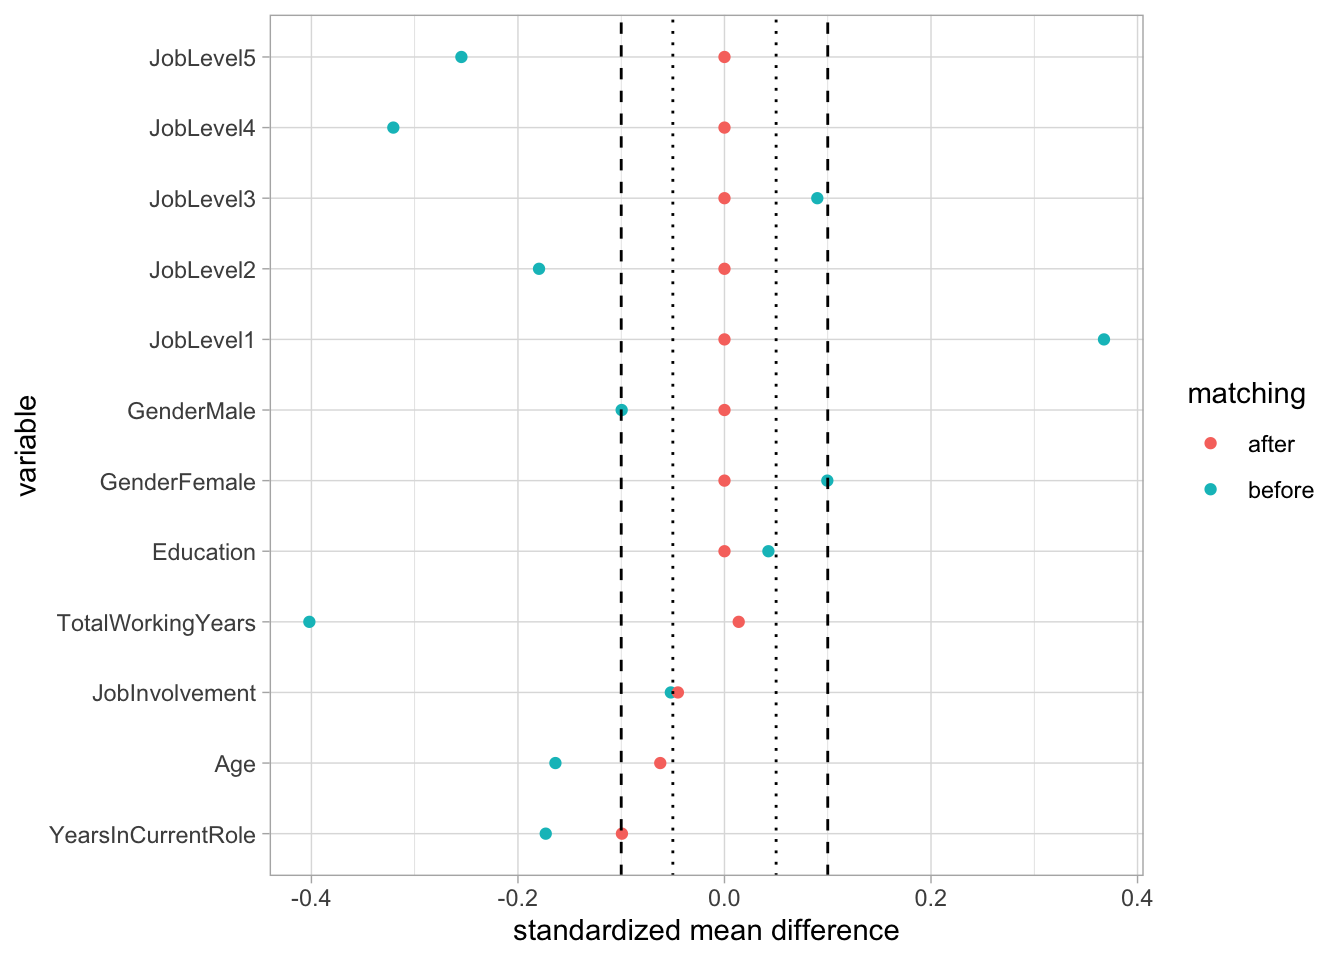 JobLevel5
JobLevel4
JobLevel3
JobLevel2
JobLevel1
GenderMale
GenderFemale
Education
TotalWorkingYears
JobInvolvement
Age
YearsInCurrentRole
variable
-0.4 -0.2 0.0 0.2 0.4
standardized mean difference
matching
after
before